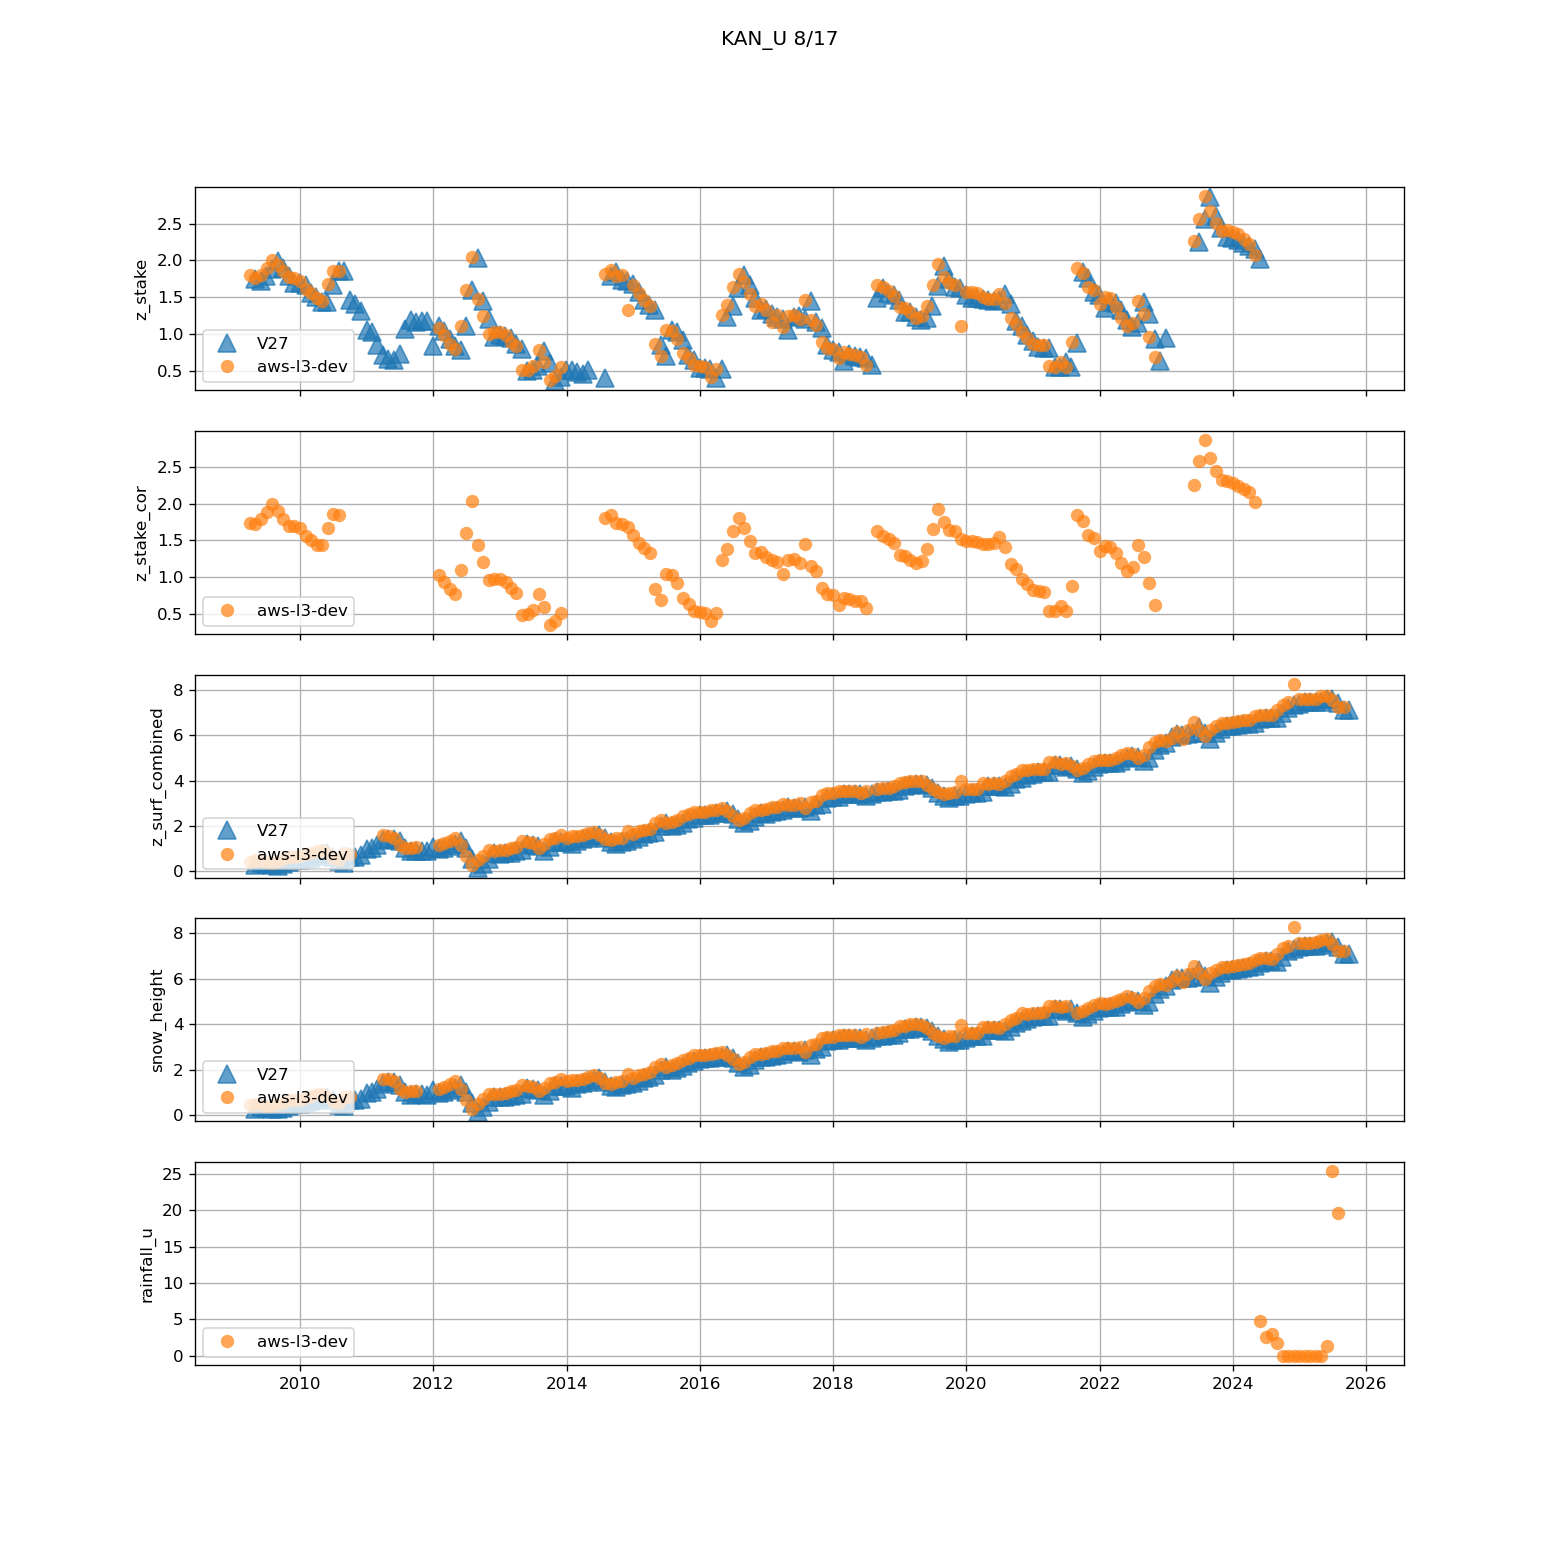 KAN_U 8/17
z_stake
2.5
2.0
1.5
1.0
0.5
V27
aws-l3-dev
z_stake_cor
2.5
2.0
1.5
1.0
0.5
aws-l3-dev
z_surf_combined
8
6
4
2
0
V27
aws-l3-dev
snow_height
8
6
4
2
0
V27
aws-l3-dev
rainfall_u
25
20
15
10
5
0
aws-l3-dev
2010 2012 2014 2016 2018 2020 2022 2024 2026